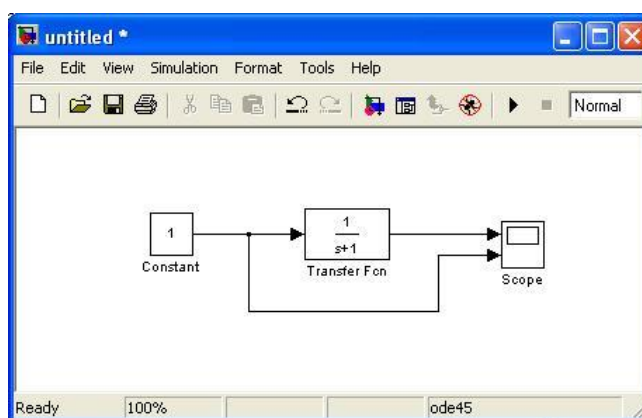 untitled *
File Edit View Simulation Format Tools Help
Normal
1
Constant
1
s+1
Transfer Fcn
Scope
Ready 100% ode45